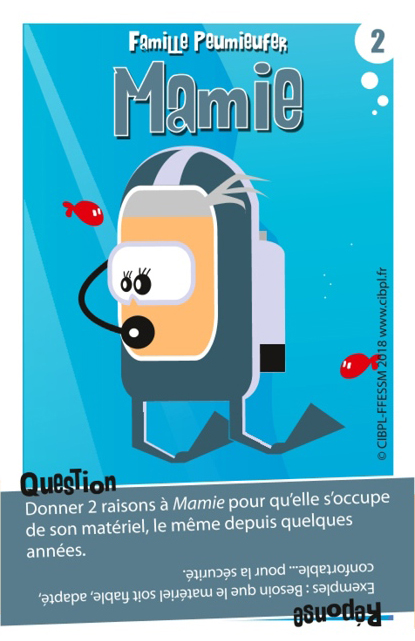 Famille Peumieufer
2
Mamie
© CIBPL-FFESSM 2018 www.cibpl.fr
Question
Donner 2 raisons à Mamie pour qu'elle s'occupe
de son matériel, le même depuis quelques
années.
Réponse
Exemples : Besoin que le matériel soit fiable, adapté,
confortable... pour la sécurité.